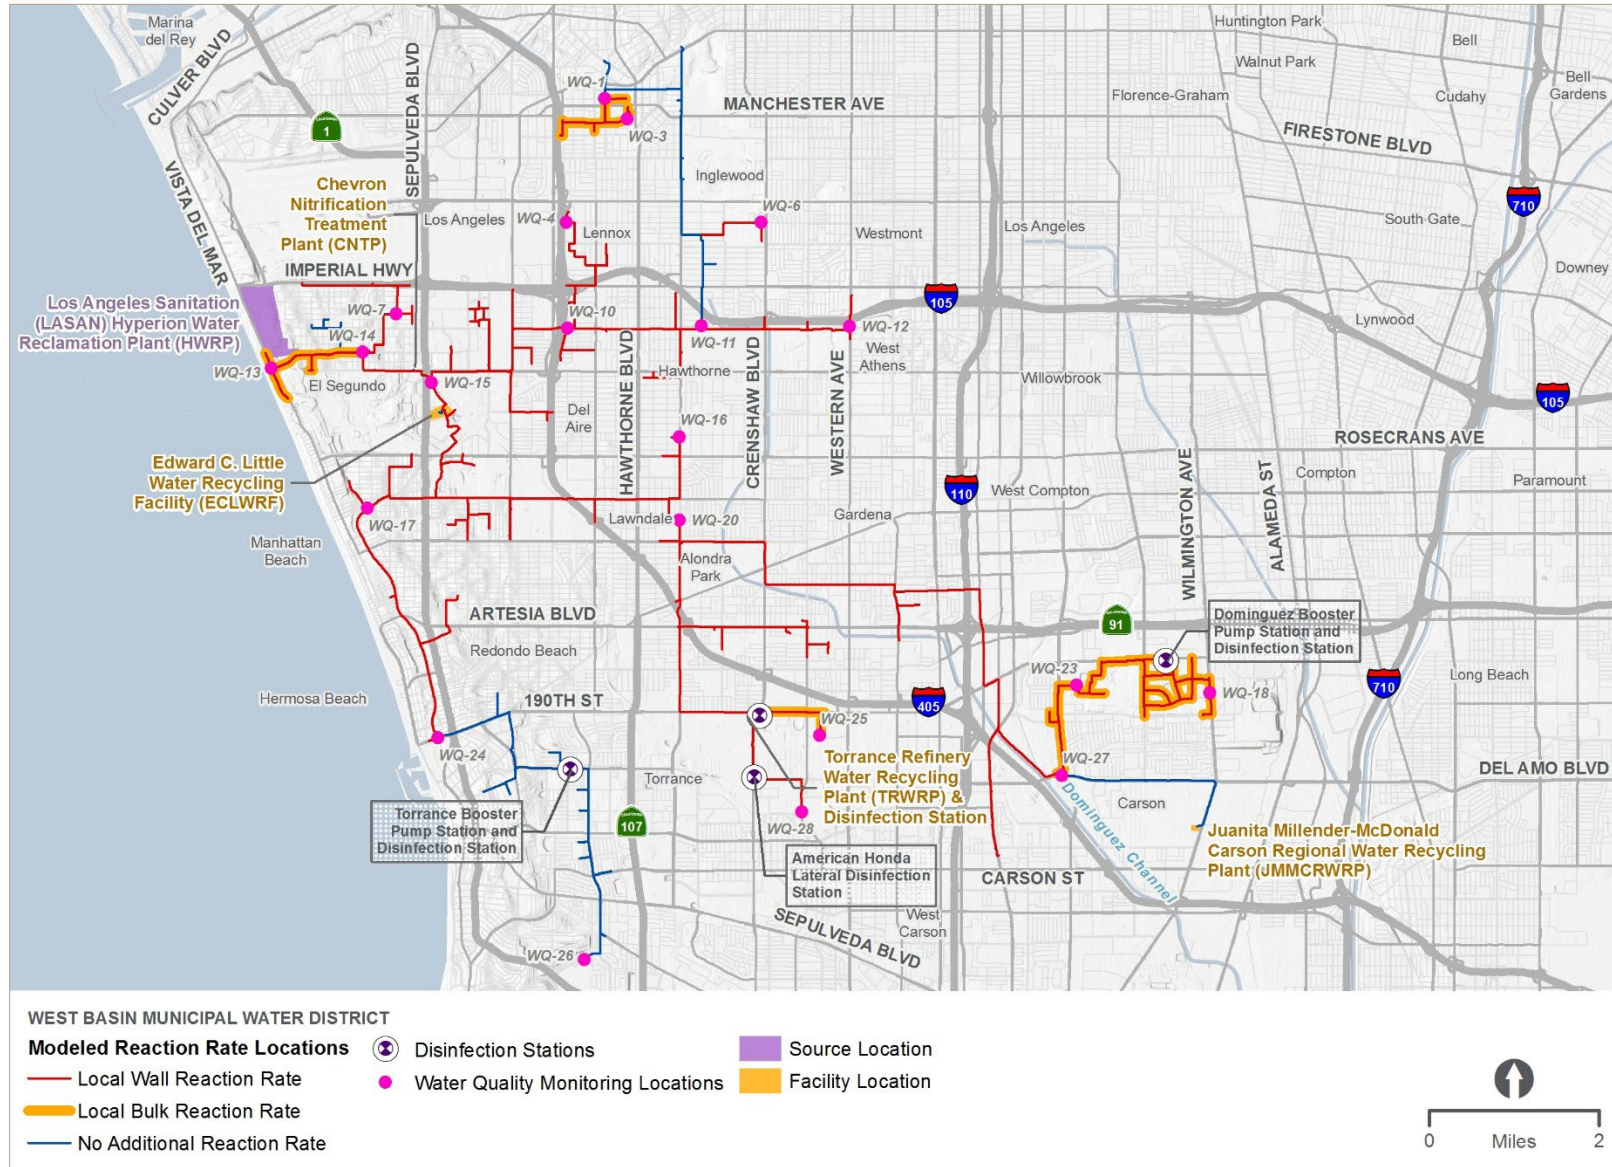 Marina
del Rey
CULVER BLVD
SEPULVEDA BLVD
Huntington Park
Bell
Walnut Park
Bell
Gardens
WQ-1
MANCHESTER AVE
Florence-Graham
Cudahy
1
WQ-3
FIRESTONE BLVD
VISTA DEL MAR
Chevron
Nitrification
Treatment
Plant (CNTP)
Inglewood
710
Los Angeles
WQ-4
Lennox
WQ-6
Westmont
Los Angeles
South Gate
IMPERIAL HWY
Downey
Los Angeles Sanitation
(LASAN) Hyperion Water
Reclamation Plant (HWRP)
WQ-7
WQ-10
105
WQ-14
WQ-11
WQ-12
Lynwood
HAWTHORNE BLVD
CRENSHAW BLVD
WESTERN AVE
West
Athens
WQ-13
El Segundo
WQ-15
Hawthorne
Willowbrook
105
Del
Aire
WQ-16
ROSECRANS AVE
Edward C. Little
Water Recycling
Facility (ECLWRF)
WILMINGTON AVE
ALAMEDA ST
Compton
Paramount
110
West Compton
WQ-17
Lawndale
WQ-20
Gardena
Manhattan
Beach
Alondra
Park
ARTESIA BLVD
91
Dominguez Booster
Pump Station and
Disinfection Station
Redondo Beach
WQ-23
Long Beach
Hermosa Beach
190TH ST
405
WQ-18
710
WQ-25
WQ-24
Torrance Refinery
Water Recycling
Plant (TRWRP) &
Disinfection Station
WQ-27
Torrance
DEL AMO BLVD
Dominguez Channel
Carson
Torrance Booster
Pump Station and
Disinfection Station
107
WQ-28
Juanita Millender-McDonald
Carson Regional Water Recycling
Plant (JMMCRWRP)
American Honda
Lateral Disinfection
Station
CARSON ST
SEPULVEDA BLVD
West
Carson
WQ-26
WEST BASIN MUNICIPAL WATER DISTRICT
Modeled Reaction Rate Locations
Local Wall Reaction Rate
Local Bulk Reaction Rate
No Additional Reaction Rate
Disinfection Stations
Water Quality Monitoring Locations
Source Location
Facility Location
0 Miles 2